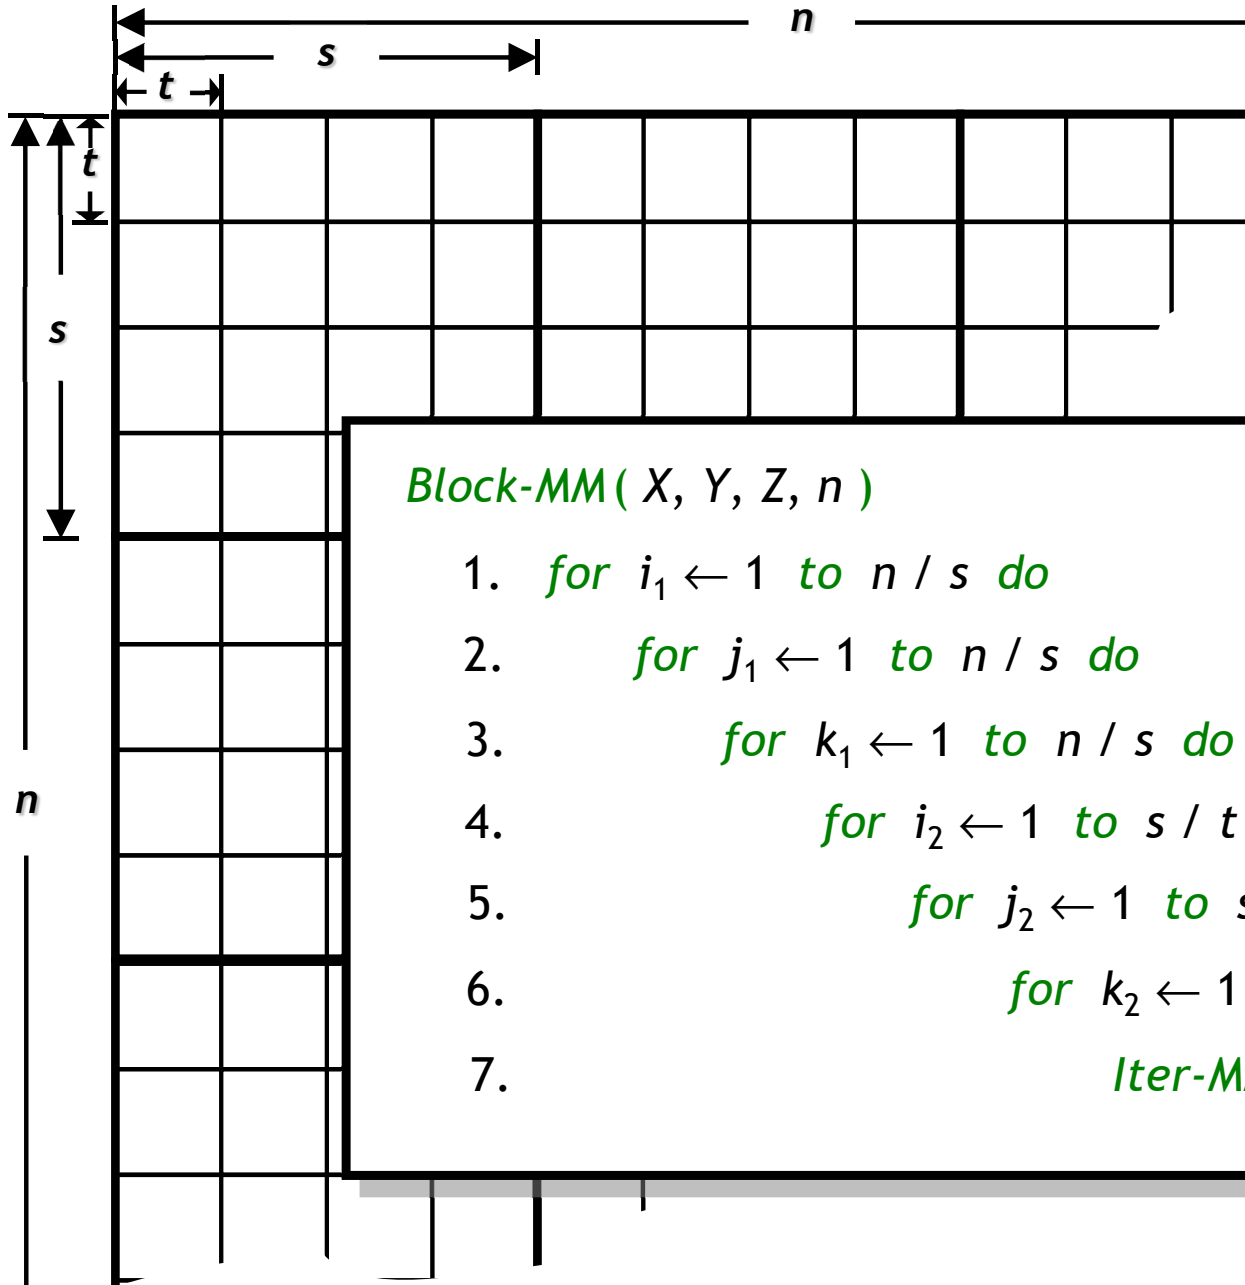 n
s
t
t
s
n
Block-MM ( X, Y, Z, n )
1. for i₁ ← 1 to n / s do
2. for j₁ ← 1 to n / s do
3. for k₁ ← 1 to n / s do
4. for i₂ ← 1 to s / t
5. for j₂ ← 1 to s
6. for k₂ ← 1
7. Iter-M